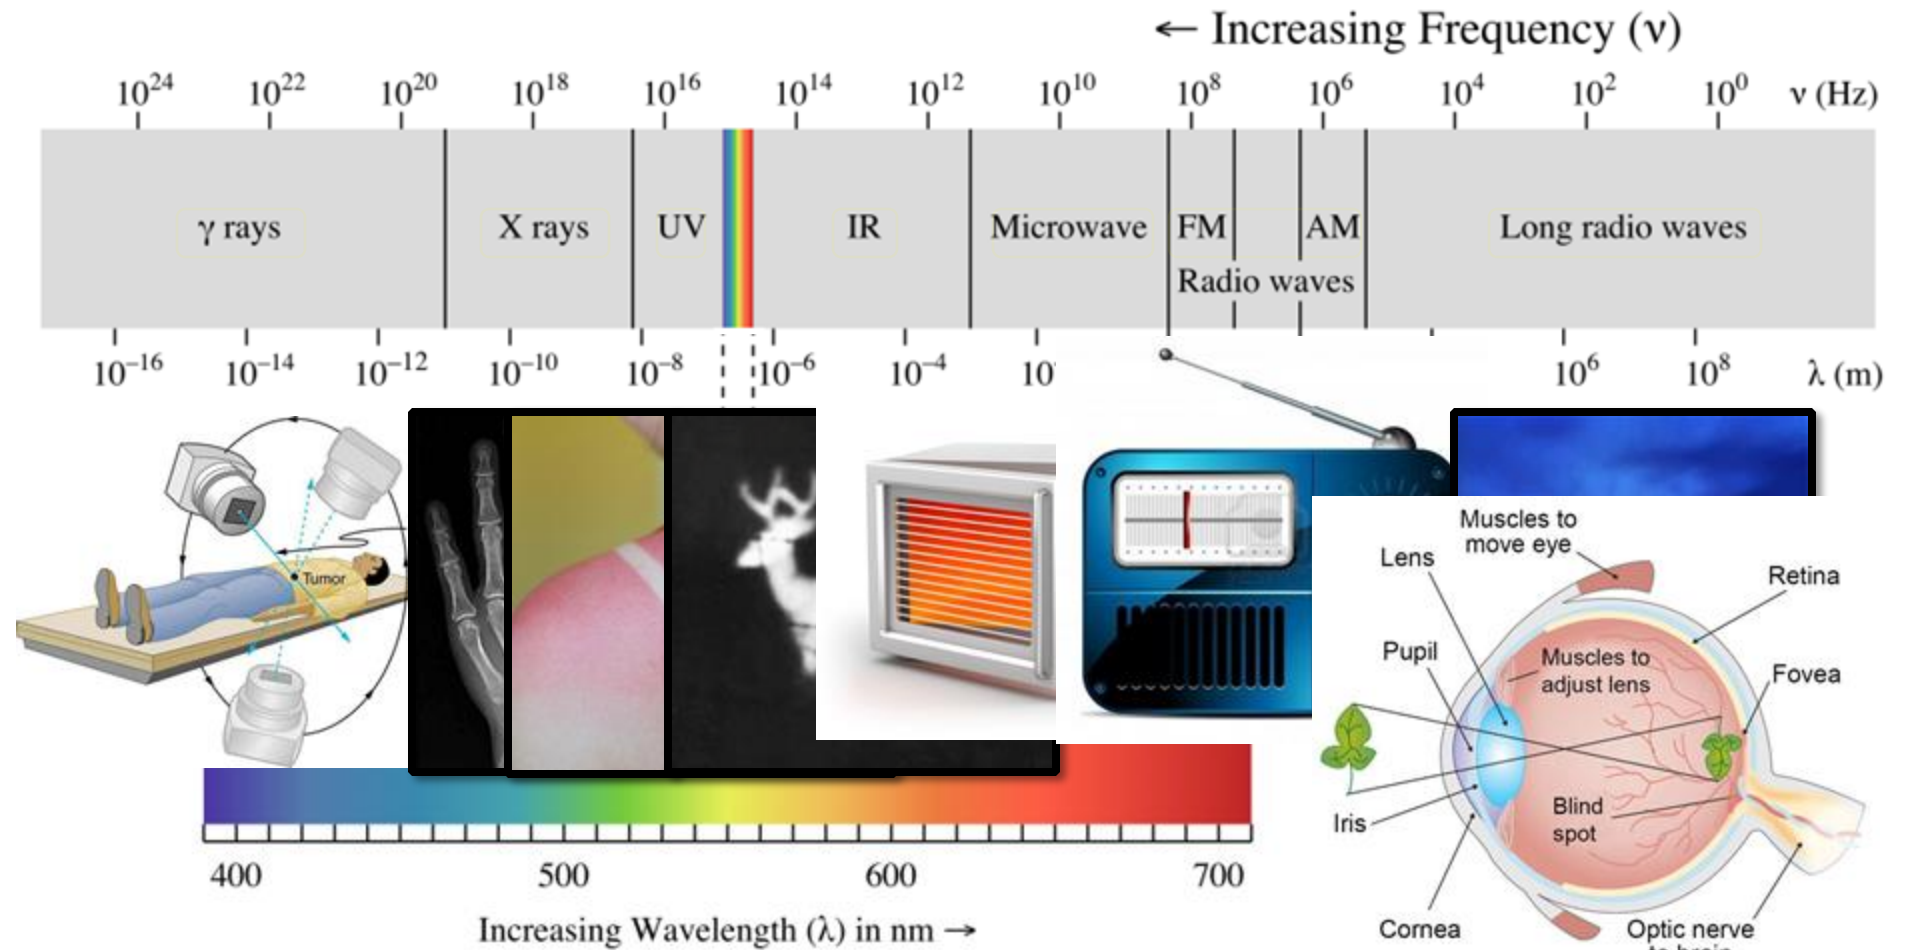 ← Increasing Frequency (ν)
10²⁴ 10²² 10²⁰ 10¹⁸ 10¹⁶ 10¹⁴ 10¹² 10¹⁰ 10⁸ 10⁶ 10⁴ 10² 10⁰ ν (Hz)
γ rays X rays UV IR Microwave FM AM Long radio waves
Radio waves
10⁻¹⁶ 10⁻¹⁴ 10⁻¹² 10⁻¹⁰ 10⁻⁸ 10⁻⁶ 10⁻⁴ 10 10⁶ 10⁸ λ (m)
Tumor
Muscles to
move eye
Lens
Retina
Pupil
Muscles to
adjust lens
Fovea
Blind
spot
Iris
Cornea
Optic nerve
to brain
400 500 600 700
Increasing Wavelength (λ) in nm →